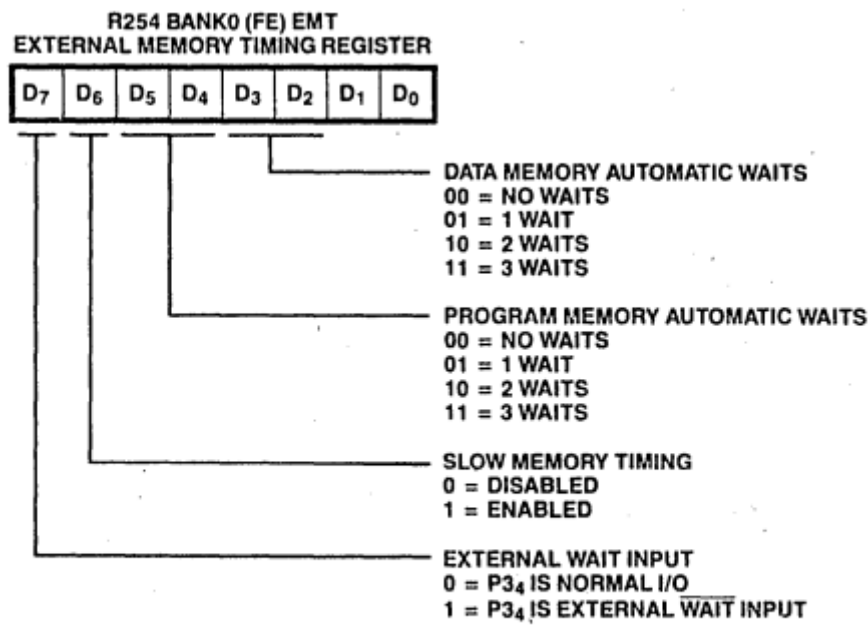 R254 BANK0 (FE) EMT
EXTERNAL MEMORY TIMING REGISTER
D7 D6 D5 D4 D3 D2 D1 D0
DATA MEMORY AUTOMATIC WAITS
00 = NO WAITS
01 = 1 WAIT
10 = 2 WAITS
11 = 3 WAITS
PROGRAM MEMORY AUTOMATIC WAITS
00 = NO WAITS
01 = 1 WAIT
10 = 2 WAITS
11 = 3 WAITS
SLOW MEMORY TIMING
0 = DISABLED
1 = ENABLED
EXTERNAL WAIT INPUT
0 = P34 IS NORMAL I/O
1 = P34 IS EXTERNAL WAIT INPUT